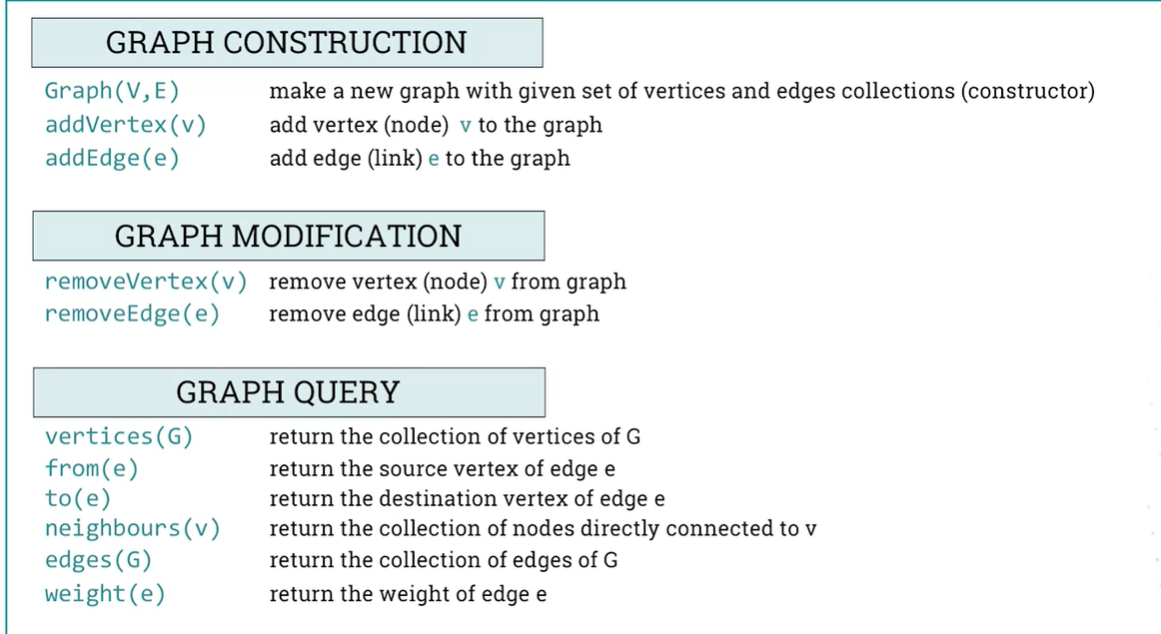 GRAPH CONSTRUCTION
Graph(V,E) make a new graph with given set of vertices and edges collections (constructor)
addVertex(v) add vertex (node) v to the graph
addEdge(e) add edge (link) e to the graph
GRAPH MODIFICATION
removeVertex(v) remove vertex (node) v from graph
removeEdge(e) remove edge (link) e from graph
GRAPH QUERY
vertices(G) return the collection of vertices of G
from(e) return the source vertex of edge e
to(e) return the destination vertex of edge e
neighbours(v) return the collection of nodes directly connected to v
edges(G) return the collection of edges of G
weight(e) return the weight of edge e